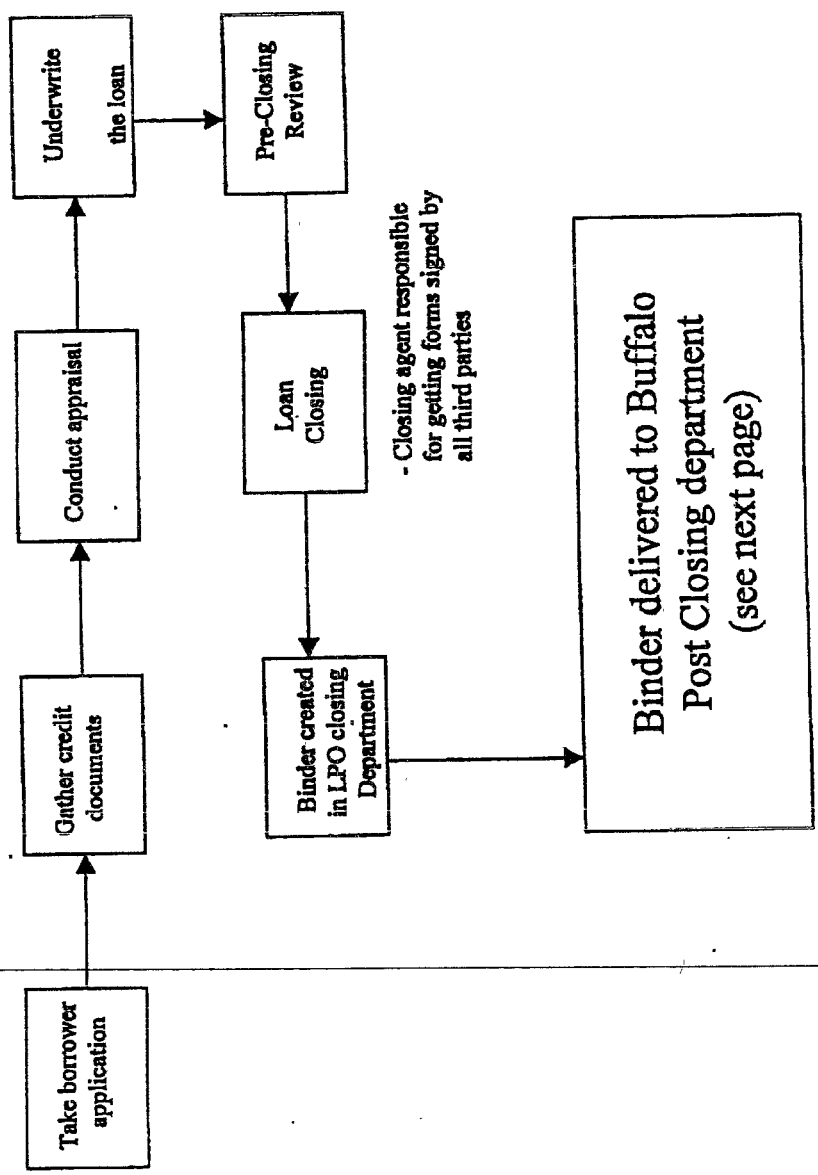 Take borrower
application
Gather credit
documents
Conduct appraisal
Underwrite
the loan
Pre-Closing
Review
Loan
Closing
- Closing agent responsible
for getting forms signed by
all third parties
Binder created
in LPO closing
Department
Binder delivered to Buffalo
Post Closing department
(see next page)